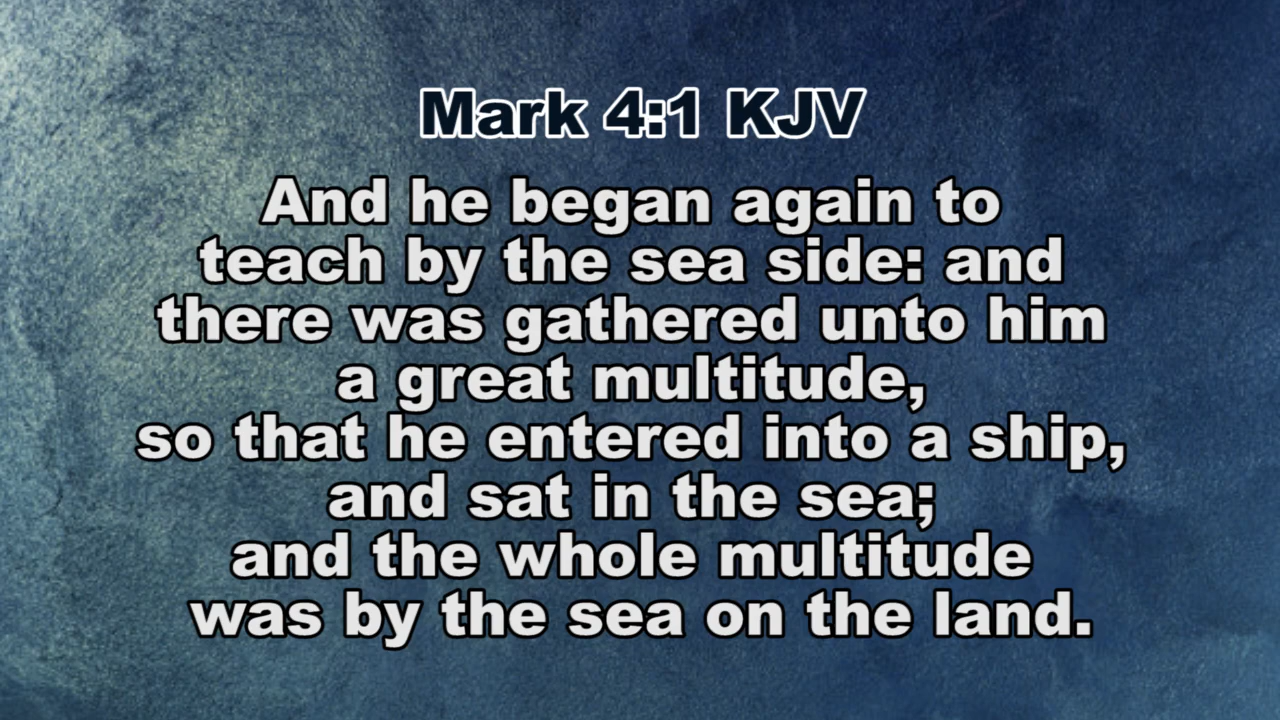 Mark 4:1 KJV
And he began again to
teach by the sea side: and
there was gathered unto him
a great multitude,
so that he entered into a ship,
and sat in the sea;
and the whole multitude
was by the sea on the land.